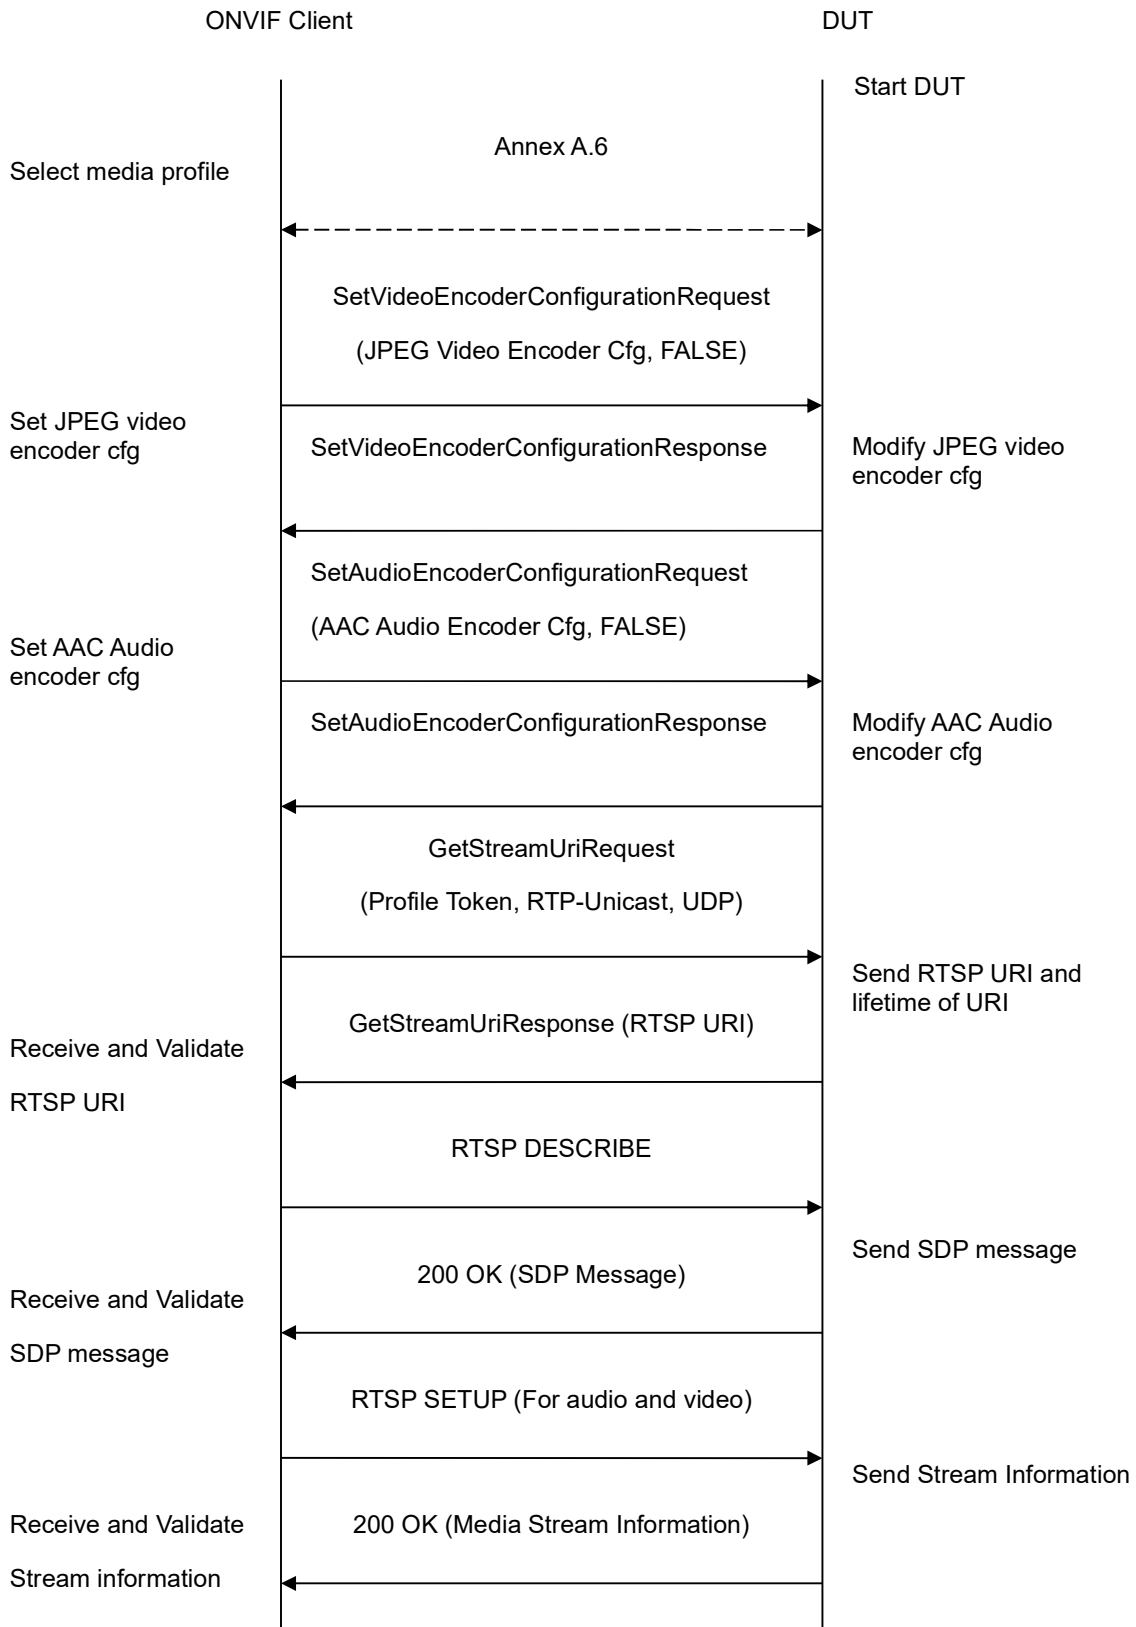 ONVIF Client
DUT
Start DUT
Annex A.6
Select media profile
SetVideoEncoderConfigurationRequest
(JPEG Video Encoder Cfg, FALSE)
Set JPEG video
encoder cfg
SetVideoEncoderConfigurationResponse
Modify JPEG video
encoder cfg
SetAudioEncoderConfigurationRequest
(AAC Audio Encoder Cfg, FALSE)
Set AAC Audio
encoder cfg
SetAudioEncoderConfigurationResponse
Modify AAC Audio
encoder cfg
GetStreamUriRequest
(Profile Token, RTP-Unicast, UDP)
Send RTSP URI and
lifetime of URI
GetStreamUriResponse (RTSP URI)
Receive and Validate
RTSP URI
RTSP DESCRIBE
Send SDP message
200 OK (SDP Message)
Receive and Validate
SDP message
RTSP SETUP (For audio and video)
Send Stream Information
200 OK (Media Stream Information)
Receive and Validate
Stream information